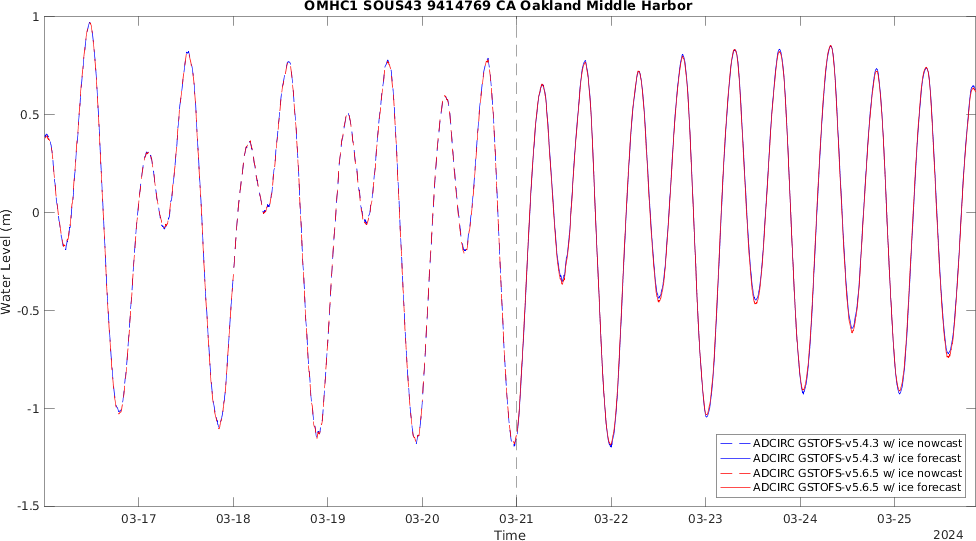 OMHC1 SOUS43 9414769 CA Oakland Middle Harbor
Water Level (m)
1
0.5
0
-0.5
-1
-1.5
03-17 03-18 03-19 03-20 03-21 03-22 03-23 03-24 03-25
Time
2024
ADCIRC GSTOFS-v5.4.3 w/ ice nowcast
ADCIRC GSTOFS-v5.4.3 w/ ice forecast
ADCIRC GSTOFS-v5.6.5 w/ ice nowcast
ADCIRC GSTOFS-v5.6.5 w/ ice forecast